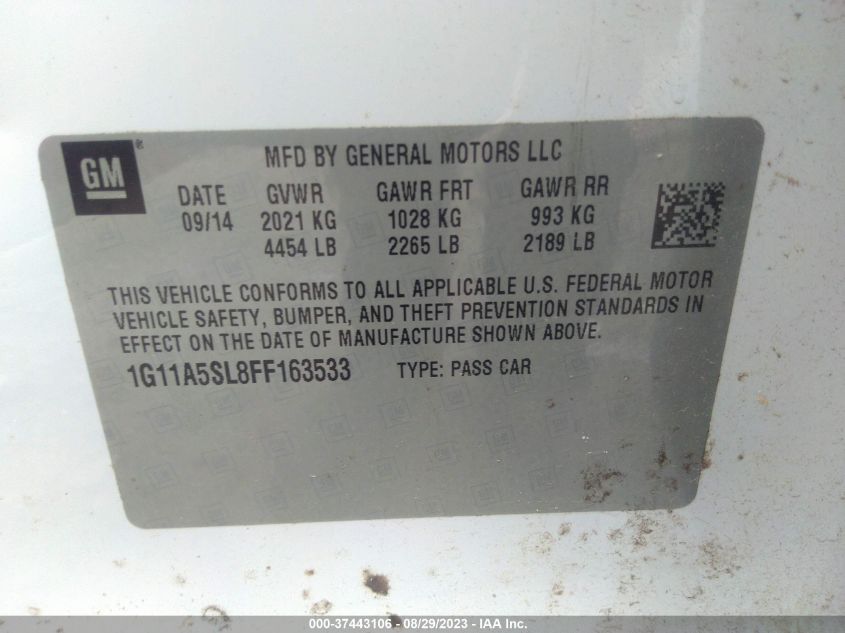 GM
MFD BY GENERAL MOTORS LLC
DATE GVWR GAWR FRT GAWR RR
09/14 2021 KG 1028 KG 993 KG
4454 LB 2265 LB 2189 LB
THIS VEHICLE CONFORMS TO ALL APPLICABLE U.S. FEDERAL MOTOR
VEHICLE SAFETY, BUMPER, AND THEFT PREVENTION STANDARDS IN
EFFECT ON THE DATE OF MANUFACTURE SHOWN ABOVE.
1G11A5SL8FF163533 TYPE: PASS CAR
000-37443106 - 08/29/2023 - IAA Inc.